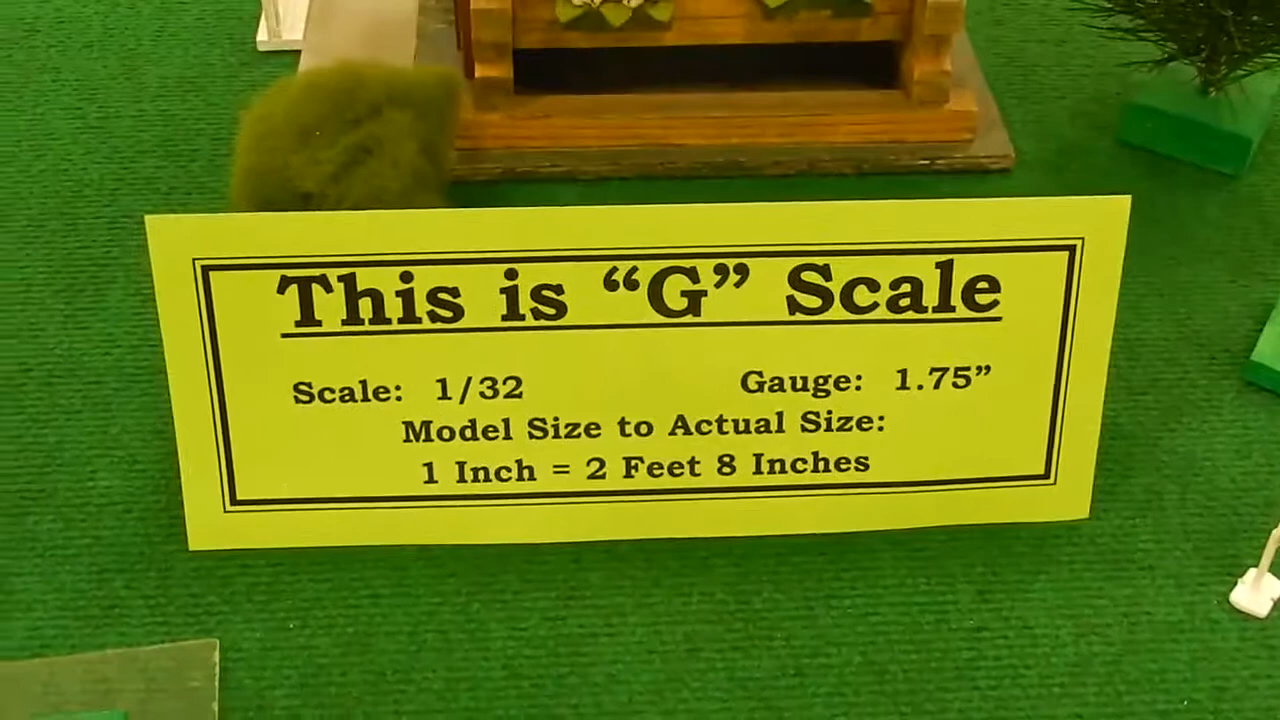 This is “G” Scale
Scale: 1/32 Gauge: 1.75”
Model Size to Actual Size:
1 Inch = 2 Feet 8 Inches